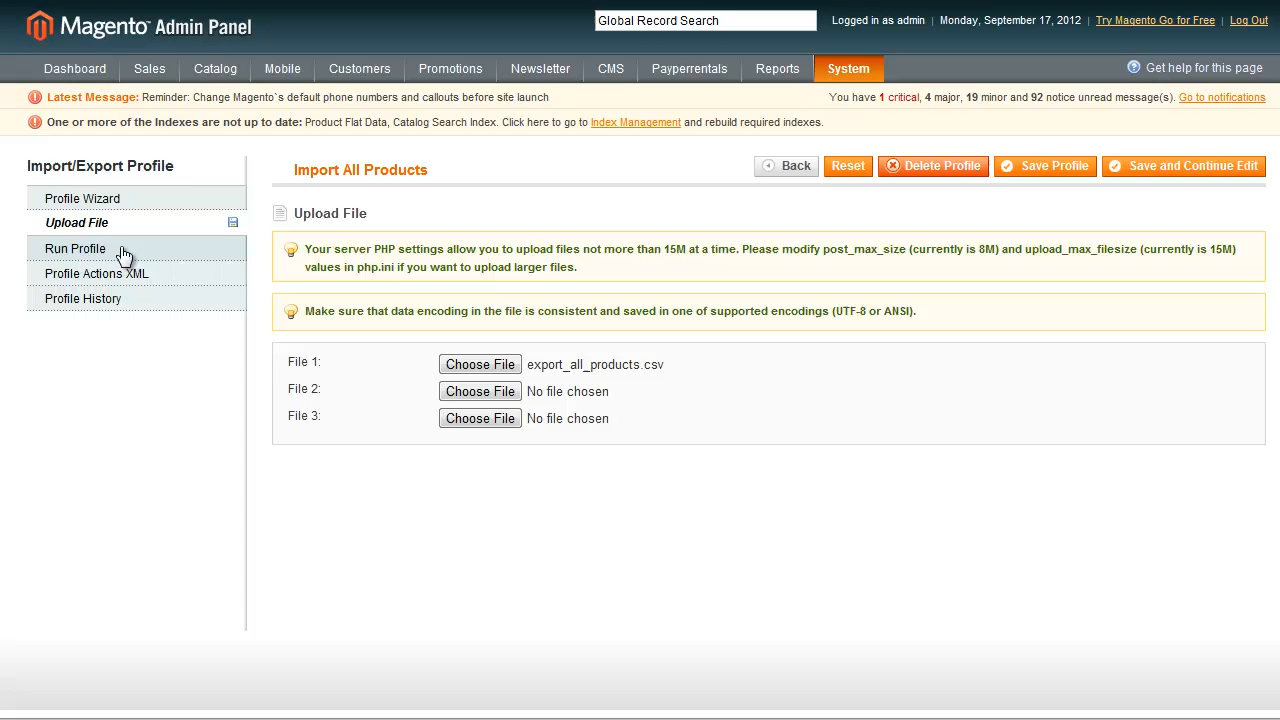 Magento Admin Panel
Global Record Search
Logged in as admin | Monday, September 17, 2012 | Try Magento Go for Free | Log Out
Dashboard Sales Catalog Mobile Customers Promotions Newsletter CMS Payperrentals Reports System
Get help for this page
Latest Message: Reminder: Change Magento`s default phone numbers and callouts before site launch
You have 1 critical, 4 major, 19 minor and 92 notice unread message(s). Go to notifications
One or more of the Indexes are not up to date: Product Flat Data, Catalog Search Index. Click here to go to Index Management and rebuild required indexes.
Import/Export Profile
Profile Wizard
Upload File
Run Profile
Profile Actions XML
Profile History
Import All Products
Back Reset Delete Profile Save Profile Save and Continue Edit
Upload File
Your server PHP settings allow you to upload files not more than 15M at a time. Please modify post_max_size (currently is 8M) and upload_max_filesize (currently is 15M)
values in php.ini if you want to upload larger files.
Make sure that data encoding in the file is consistent and saved in one of supported encodings (UTF-8 or ANSI).
File 1: Choose File export_all_products.csv
File 2: Choose File No file chosen
File 3: Choose File No file chosen